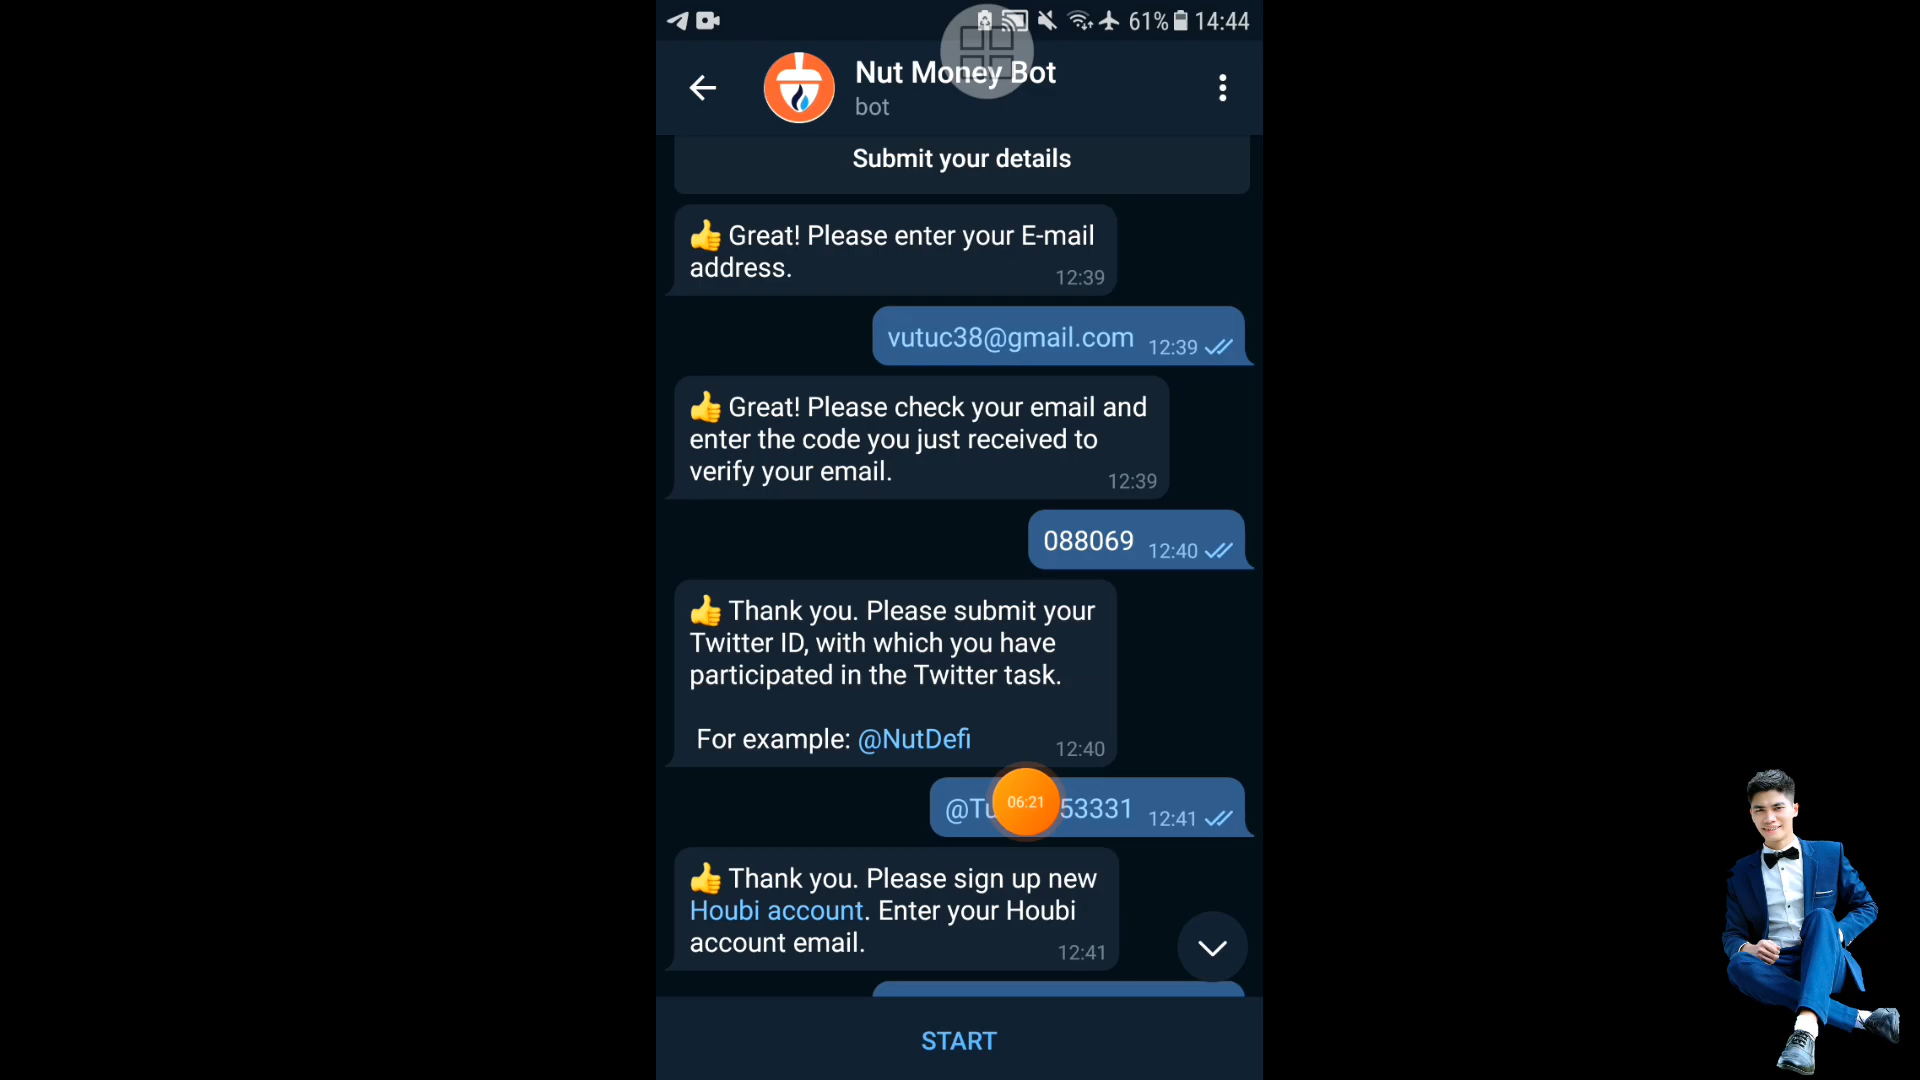 61% 14:44
Nut Money Bot
bot
Submit your details
👍 Great! Please enter your E-mail
address. 12:39
vutuc38@gmail.com 12:39
👍 Great! Please check your email and
enter the code you just received to
verify your email. 12:39
088069 12:40
👍 Thank you. Please submit your
Twitter ID, with which you have
participated in the Twitter task.
For example: @NutDefi 12:40
53331 12:41
06:21
👍 Thank you. Please sign up new
Houbi account. Enter your Houbi
account email. 12:41
START